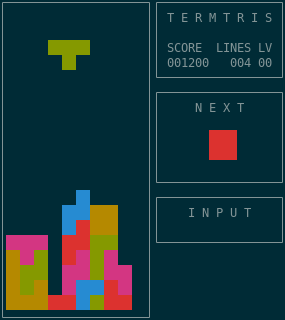 T E R M T R I S
SCORE LINES LV
001200 004 00
N E X T
I N P U T